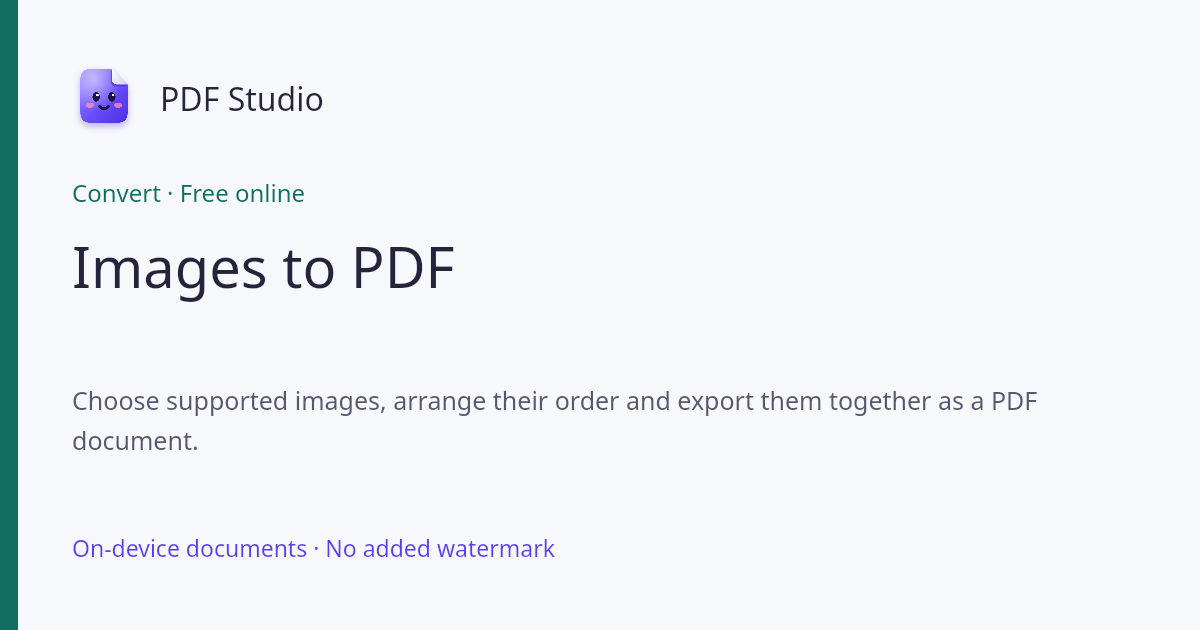 PDF Studio
Convert · Free online
Images to PDF
Choose supported images, arrange their order and export them together as a PDF
document.
On-device documents · No added watermark